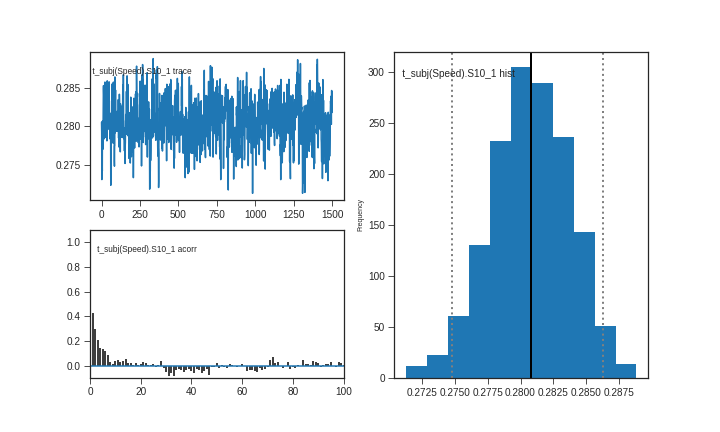 t_subj(Speed).S10_1 trace
0.285
0.280
0.275
0 250 500 750 1000 1250 1500
t_subj(Speed).S10_1 acorr
1.0
0.8
0.6
0.4
0.2
0.0
0 20 40 60 80 100
t_subj(Speed).S10_1 hist
Frequency
300
250
200
150
100
50
0
0.2725 0.2750 0.2775 0.2800 0.2825 0.2850 0.2875